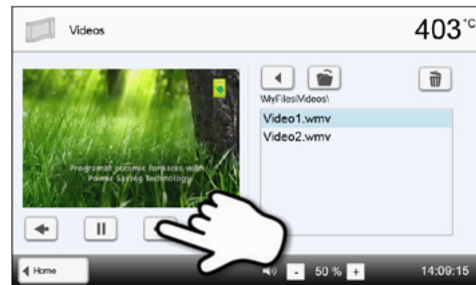 Videos
403 °C
\MyFiles\Videos\
Video1.wmv
Video2.wmv
Programat ceramic furnaces with
Power Saving Technology
Home
- 50 % +
14:09:15